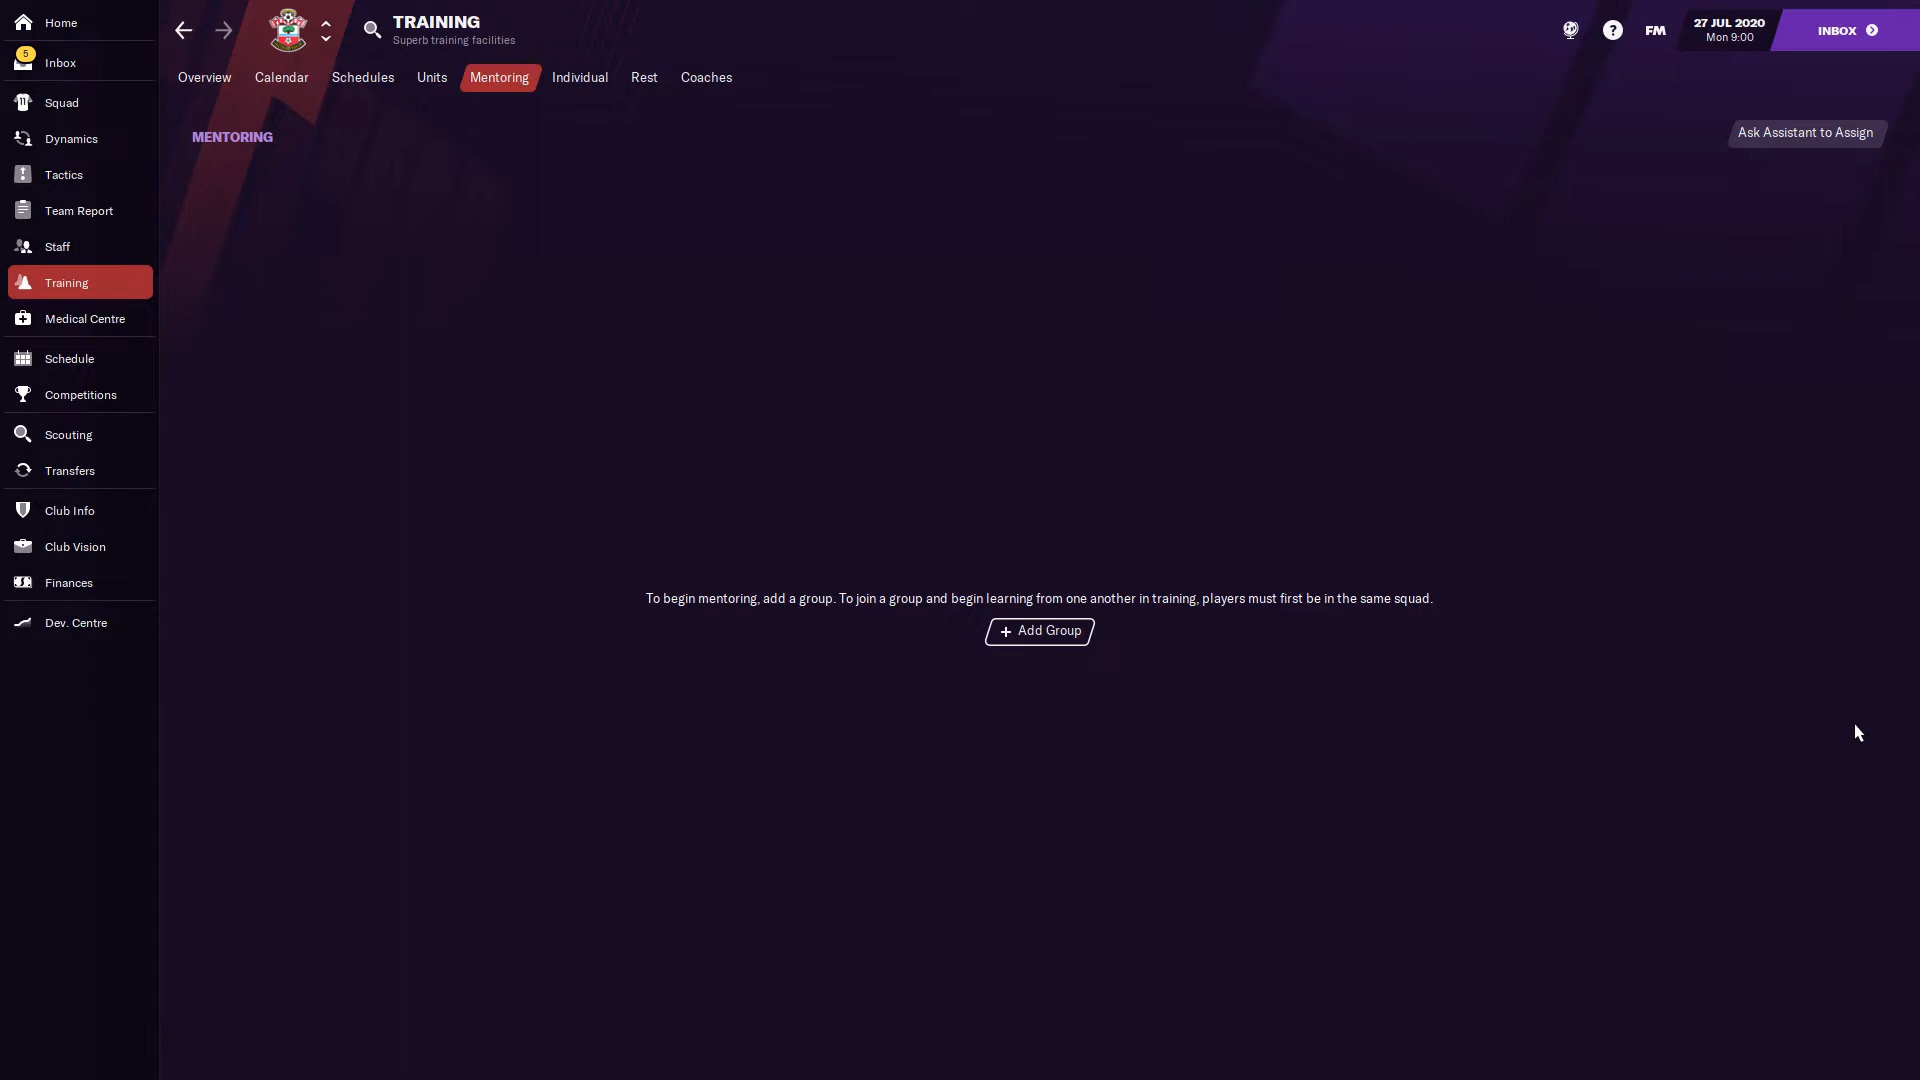 Home
5
Inbox
Squad
Dynamics
Tactics
Team Report
Staff
Training
Medical Centre
Schedule
Competitions
Scouting
Transfers
Club Info
Club Vision
Finances
Dev. Centre
TRAINING
Superb training facilities
FM
27 JUL 2020
Mon 9:00
INBOX
Overview Calendar Schedules Units Mentoring Individual Rest Coaches
MENTORING
Ask Assistant to Assign
To begin mentoring, add a group. To join a group and begin learning from one another in training, players must first be in the same squad.
+ Add Group